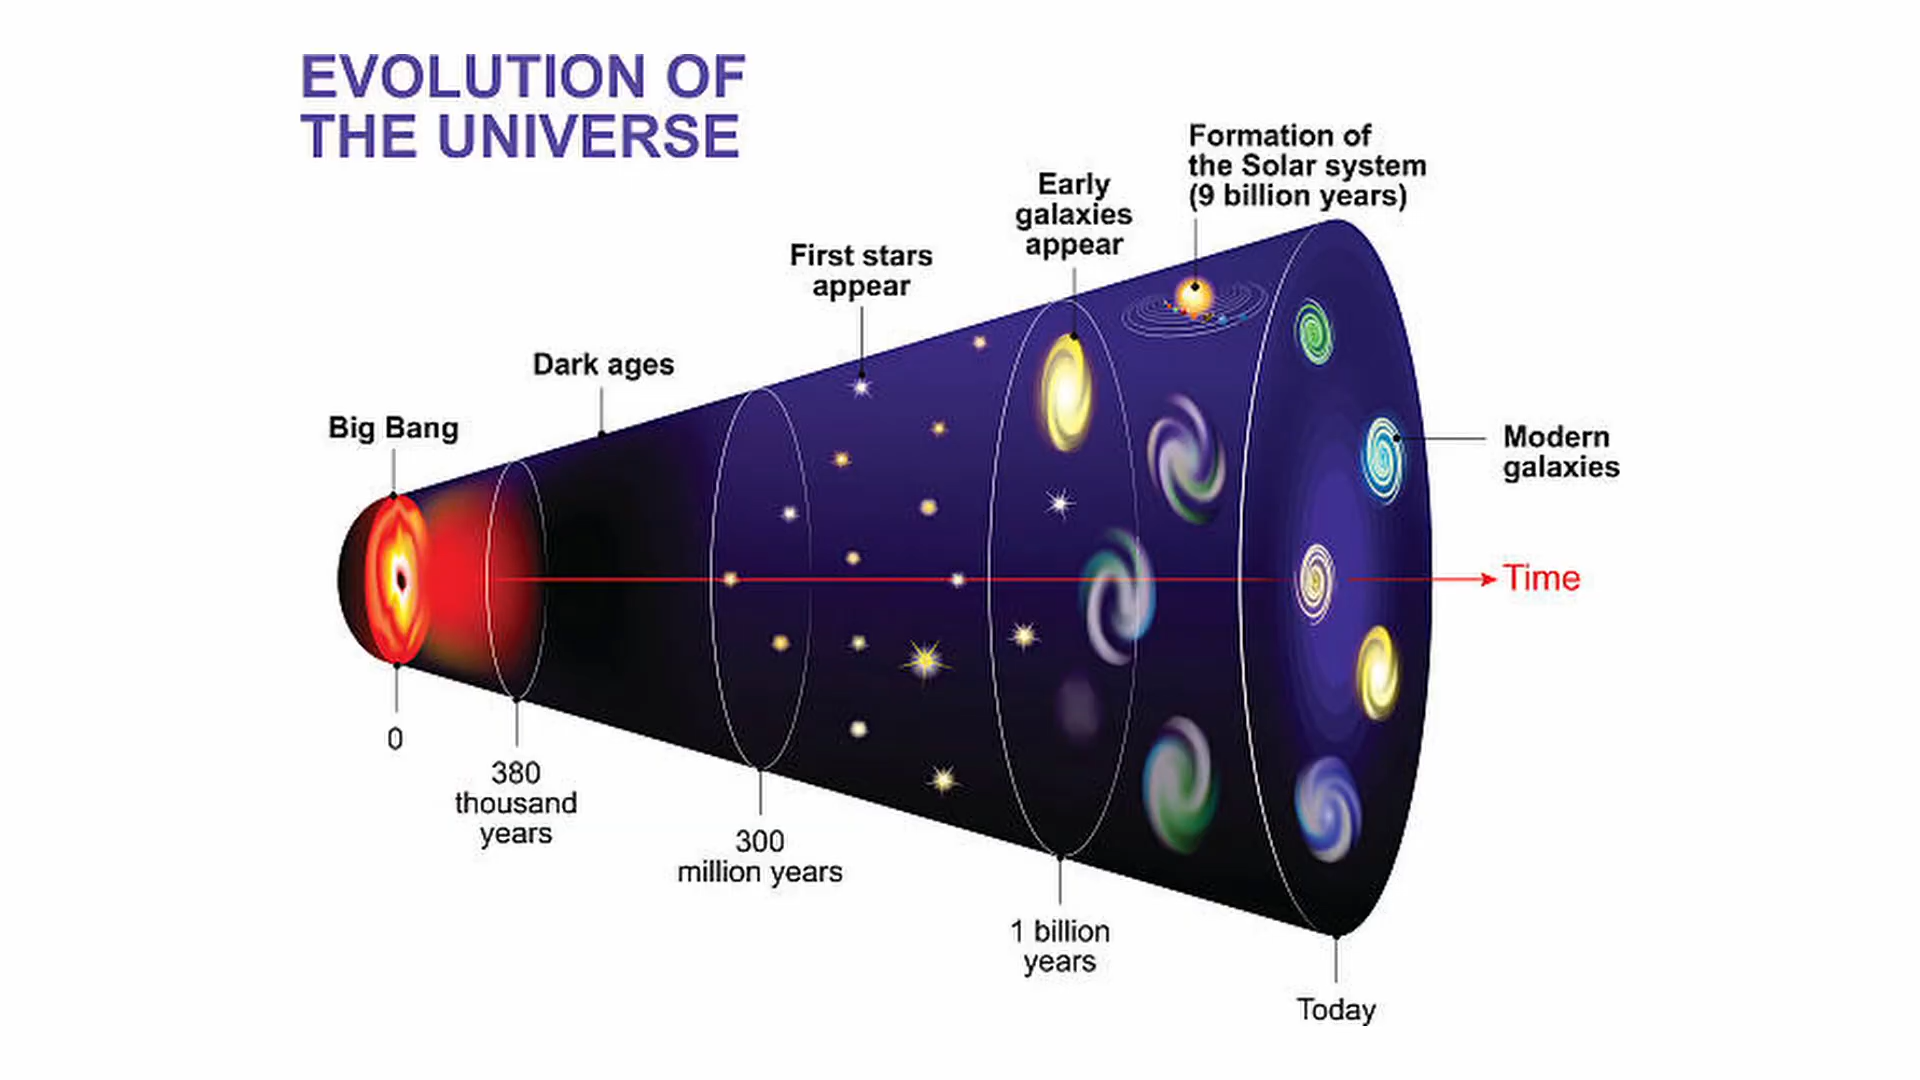 EVOLUTION OF
THE UNIVERSE
Formation of
the Solar system
(9 billion years)
Early
galaxies
appear
First stars
appear
Dark ages
Big Bang
Modern
galaxies
Time
0
380
thousand
years
300
million years
1 billion
years
Today